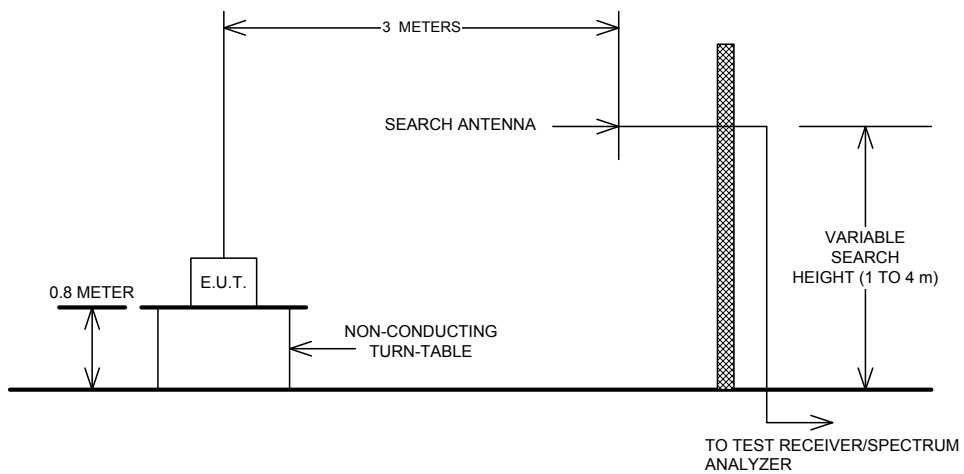 3 METERS
SEARCH ANTENNA
E.U.T.
0.8 METER
NON-CONDUCTING
TURN-TABLE
VARIABLE
SEARCH
HEIGHT (1 TO 4 m)
TO TEST RECEIVER/SPECTRUM
ANALYZER